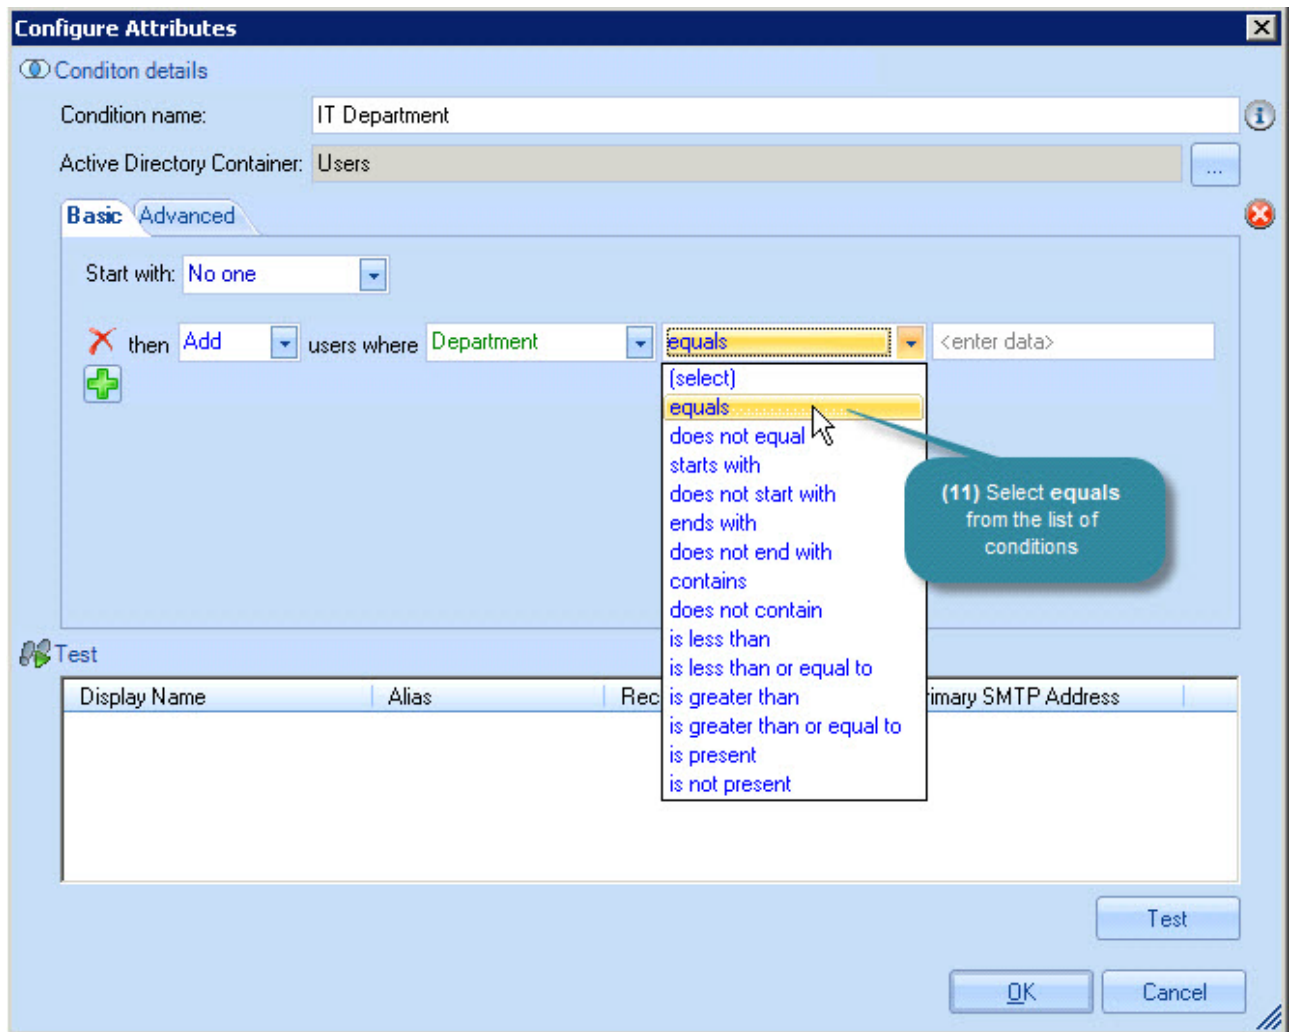 Configure Attributes
Conditon details
Condition name: IT Department
Active Directory Container: Users ...
Basic Advanced
Start with: No one
then Add users where Department equals <enter data>
(select)
equals
does not equal
starts with
does not start with
ends with
does not end with
contains
does not contain
is less than
is less than or equal to
is greater than
is greater than or equal to
is present
is not present
(11) Select equals
from the list of
conditions
Test
Display Name Alias Rec rimary SMTP Address
Test
OK Cancel